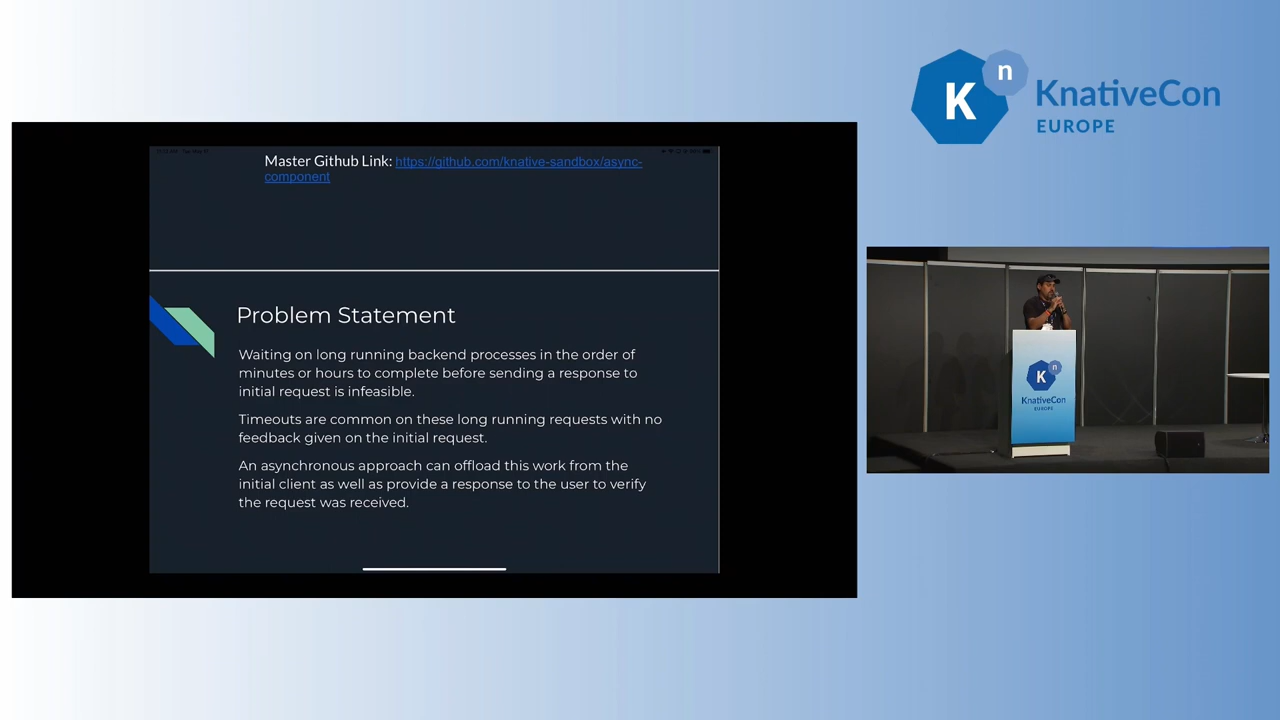 K
n
KnativeCon
EUROPE
Master Github Link: https://github.com/knative-sandbox/async-
component
Problem Statement
Waiting on long running backend processes in the order of
minutes or hours to complete before sending a response to
initial request is infeasible.
Timeouts are common on these long running requests with no
feedback given on the initial request.
An asynchronous approach can offload this work from the
initial client as well as provide a response to the user to verify
the request was received.
K
n
KnativeCon
EUROPE